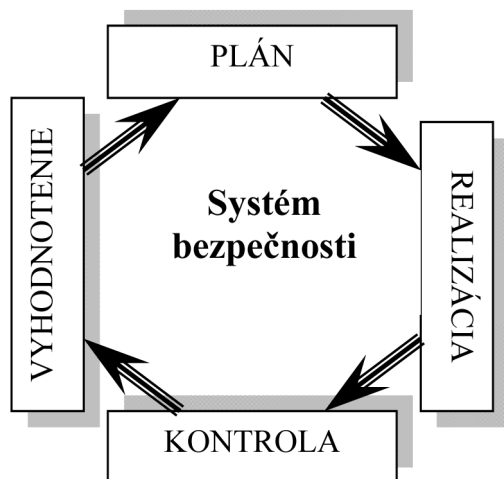 PLÁN
REALIZÁCIA
KONTROLA
VYHODNOTENIE
Systém
bezpečnosti